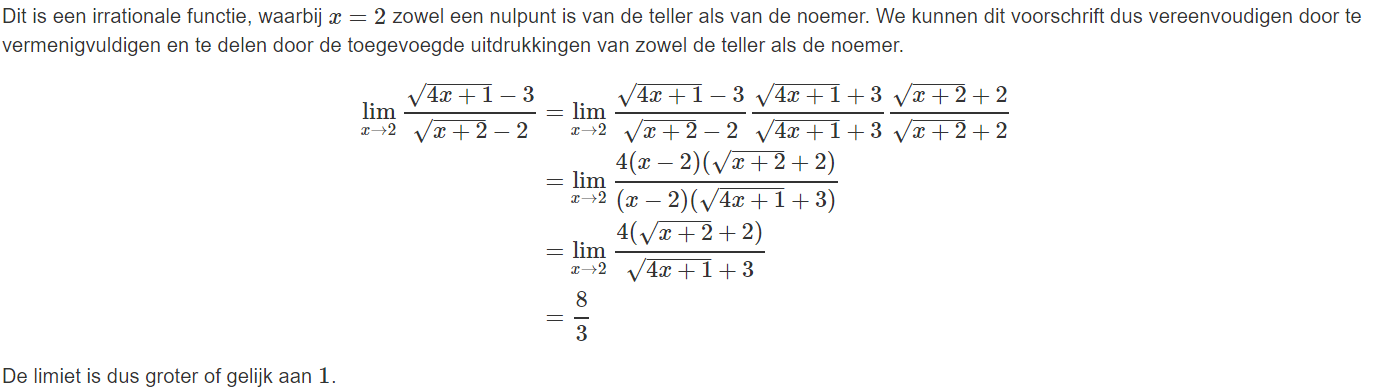 Dit is een irrationale functie, waarbij $x = 2$ zowel een nulpunt is van de teller als van de noemer. We kunnen dit voorschrift dus vereenvoudigen door te
vermenigvuldigen en te delen door de toegevoegde uitdrukkingen van zowel de teller als de noemer.
$\lim_{x \to 2} \frac{\sqrt{4x+1}-3}{\sqrt{x+2}-2} = \lim_{x \to 2} \frac{\sqrt{4x+1}-3}{\sqrt{x+2}-2} \frac{\sqrt{4x+1}+3}{\sqrt{4x+1}+3} \frac{\sqrt{x+2}+2}{\sqrt{x+2}+2}$
$= \lim_{x \to 2} \frac{4(x-2)(\sqrt{x+2}+2)}{(x-2)(\sqrt{4x+1}+3)}$
$= \lim_{x \to 2} \frac{4(\sqrt{x+2}+2)}{\sqrt{4x+1}+3}$
$= \frac{8}{3}$
De limiet is dus groter of gelijk aan $1$.